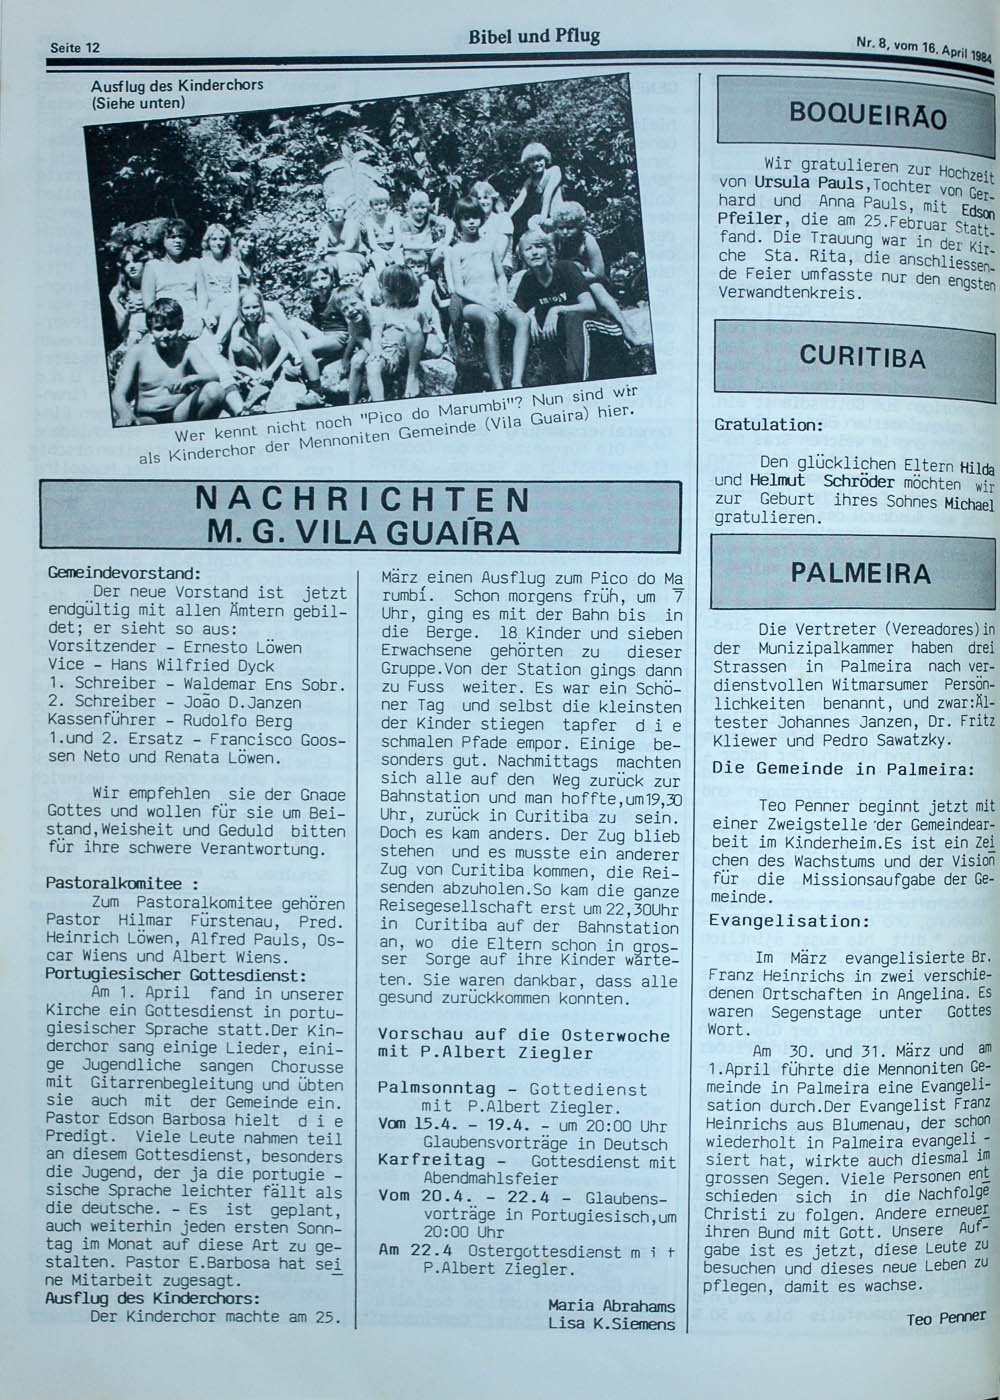 Seite 12
Bibel und Pflug
Nr. 8, vom 16. April 1984
Ausflug des Kinderchors
(Siehe unten)
Wer kennt nicht noch "Pico do Marumbi"? Nun sind wir
als Kinderchor der Mennoniten Gemeinde (Vila Guaira) hier.
NACHRICHTEN
M. G. VILA GUAÍRA
Gemeindevorstand:
Der neue Vorstand ist jetzt
endgültig mit allen Ämtern gebil-
det; er sieht so aus:
Vorsitzender - Ernesto Löwen
Vice - Hans Wilfried Dyck
1. Schreiber - Waldemar Ens Sobr.
2. Schreiber - João D.Janzen
Kassenführer - Rudolfo Berg
1.und 2. Ersatz - Francisco Goos-
sen Neto und Renata Löwen.
Wir empfehlen sie der Gnade
Gottes und wollen für sie um Bei-
stand,Weisheit und Geduld bitten
für ihre schwere Verantwortung.
Pastoralkomitee :
Zum Pastoralkomitee gehören
Pastor Hilmar Fürstenau, Pred.
Heinrich Löwen, Alfred Pauls, Os-
car Wiens and Albert Wiens.
Portugiesischer Gottesdienst:
Am 1. April fand in unserer
Kirche ein Gottesdienst in portu-
giesischer Sprache statt.Der Kin-
derchor sang einige Lieder, eini-
ge Jugendliche sangen Chorusse
mit Gitarrenbegleitung und übten
sie auch mit der Gemeinde ein.
Pastor Edson Barbosa hielt d i e
Predigt. Viele Leute nahmen teil
an diesem Gottesdienst, besonders
die Jugend, der ja die portugie -
sische Sprache leichter fällt als
die deutsche. - Es ist geplant,
auch weiterhin jeden ersten Sonn-
tag im Monat auf diese Art zu ge-
stalten. Pastor E.Barbosa hat sei
ne Mitarbeit zugesagt.
Ausflug des Kinderchors:
Der Kinderchor machte am 25.
März einen Ausflug zum Pico do Ma
rumbí. Schon morgens früh, um 7
Uhr, ging es mit der Bahn bis in
die Berge. 18 Kinder und sieben
Erwachsene gehörten zu dieser
Gruppe.Von der Station gings dann
zu Fuss weiter. Es war ein Schö-
ner Tag und selbst die kleinsten
der Kinder stiegen tapfer d i e
schmalen Pfade empor. Einige be-
sonders gut. Nachmittags machten
sich alle auf den Weg zurück zur
Bahnstation und man hoffte,um19,30
Uhr, zurück in Curitiba zu sein.
Doch es kam anders. Der Zug blieb
stehen und es musste ein anderer
Zug von Curitiba kommen, die Rei-
senden abzuholen.So kam die ganze
Reisegesellschaft erst um 22,30Uhr
in Curitiba auf der Bahnstation
an, wo die Eltern schon in gros-
ser Sorge auf ihre Kinder warte-
ten. Sie waren dankbar, dass alle
gesund zurückkommen konnten.
Vorschau auf die Osterwoche
mit P.Albert Ziegler
Palmsonntag - Gottedienst
mit P.Albert Ziegler.
Vom 15.4. - 19.4. - um 20:00 Uhr
Glaubensvorträge in Deutsch
Karfreitag - Gottesdienst mit
Abendmahlsfeier
Vom 20.4. - 22.4 - Glaubens-
vorträge in Portugiesisch,um
20:00 Uhr
Am 22.4 Ostergottesdienst m i t
P.Albert Ziegler.
Maria Abrahams
Lisa K.Siemens
BOQUEIRÃO
Wir gratulieren zur Hochzeit
von Ursula Pauls,Tochter von Ger-
hard und Anna Pauls, mit Edson
Pfeiler, die am 25.Februar Statt-
fand. Die Trauung war in der Kir-
che Sta. Rita, die anschliessen-
de Feier umfasste nur den engsten
Verwandtenkreis.
CURITIBA
Gratulation:
Den glücklichen Eltern Hilda
und Helmut Schröder möchten wir
zur Geburt ihres Sohnes Michael
gratulieren.
PALMEIRA
Die Vertreter (Vereadores)in
der Munizipalkammer haben drei
Strassen in Palmeira nach ver-
dienstvollen Witmarsumer Persön-
lichkeiten benannt, und zwar:Äl-
tester Johannes Janzen, Dr. Fritz
Kliewer und Pedro Sawatzky.
Die Gemeinde in Palmeira:
Teo Penner beginnt jetzt mit
einer Zweigstelle der Gemeindear-
beit im Kinderheim.Es ist ein Zei
chen des Wachstums und der Vision
für die Missionsaufgabe der Ge-
meinde.
Evangelisation:
Im März evangelisierte Br.
Franz Heinrichs in zwei verschie-
denen Ortschaften in Angelina. Es
waren Segenstage unter Gottes
Wort.
Am 30. und 31. März und am
1.April führte die Mennoniten Ge-
meinde in Palmeira eine Evangeli-
sation durch.Der Evangelist Franz
Heinrichs aus Blumenau, der schon
wiederholt in Palmeira evangeli -
siert hat, wirkte auch diesmal im
grossen Segen. Viele Personen ent
schieden sich in die Nachfolge
Christi zu folgen. Andere erneuer
ihren Bund mit Gott. Unsere Auf-
gabe ist es jetzt, diese Leute zu
besuchen und dieses neue Leben zu
pflegen, damit es wachse.
Teo Penner